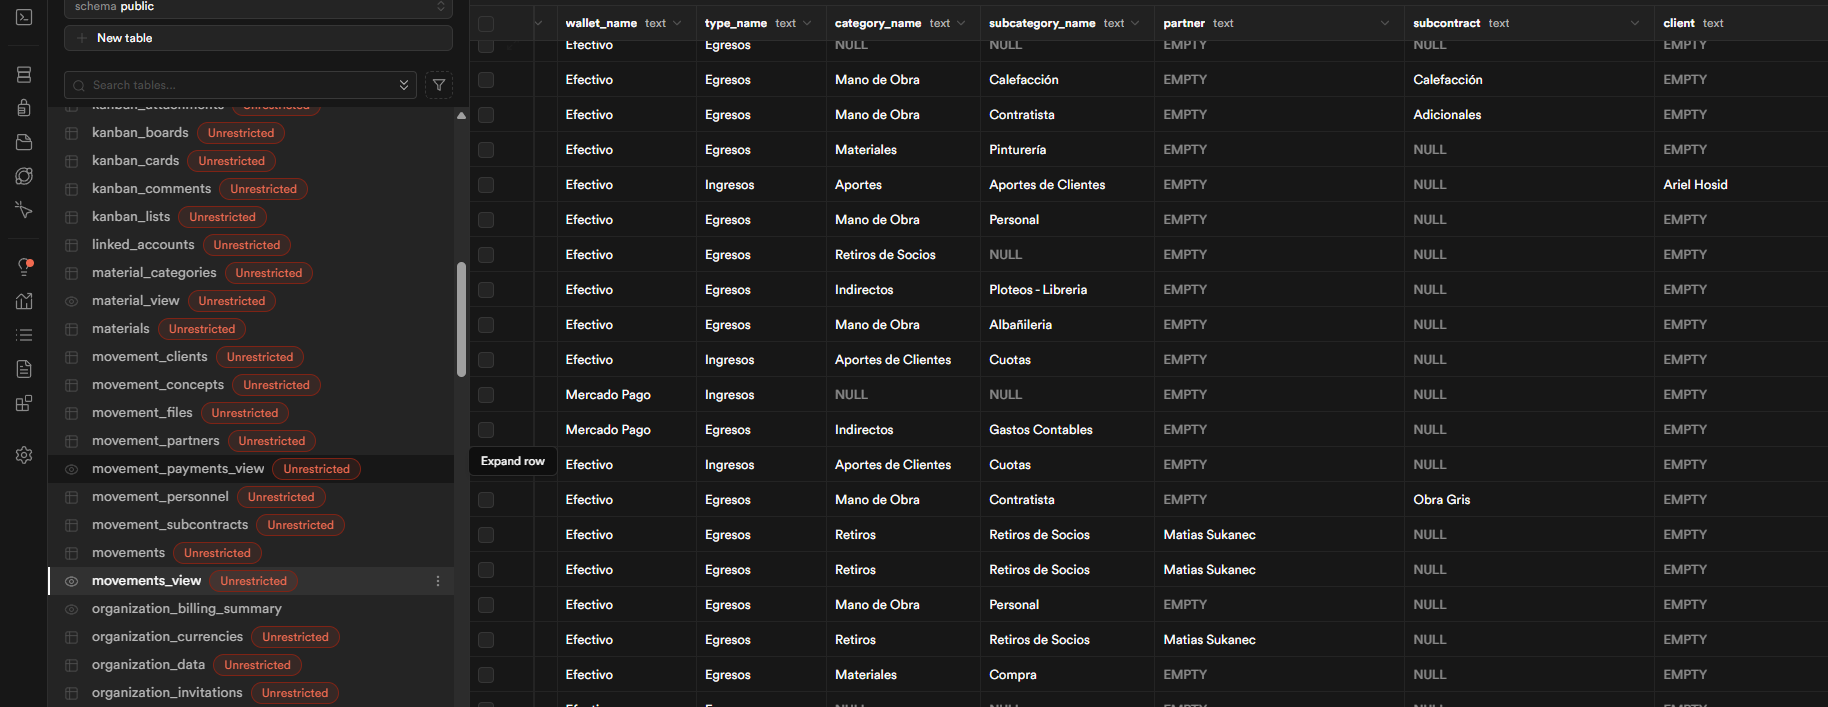 schema public
New table
Search tables...
kanban_attachments Unrestricted
kanban_boards Unrestricted
kanban_cards Unrestricted
kanban_comments Unrestricted
kanban_lists Unrestricted
linked_accounts Unrestricted
material_categories Unrestricted
material_view Unrestricted
materials Unrestricted
movement_clients Unrestricted
movement_concepts Unrestricted
movement_files Unrestricted
movement_partners Unrestricted
movement_payments_view Unrestricted
movement_personnel Unrestricted
movement_subcontracts Unrestricted
movements Unrestricted
movements_view Unrestricted
organization_billing_summary
organization_currencies Unrestricted
organization_data Unrestricted
organization_invitations Unrestricted
wallet_name text type_name text category_name text subcategory_name text partner text subcontract text client text
Efectivo Egresos NULL NULL EMPTY NULL EMPTY
Efectivo Egresos Mano de Obra Calefacción EMPTY Calefacción EMPTY
Efectivo Egresos Mano de Obra Contratista EMPTY Adicionales EMPTY
Efectivo Egresos Materiales Pinturería EMPTY NULL EMPTY
Efectivo Ingresos Aportes Aportes de Clientes EMPTY NULL Ariel Hosid
Efectivo Egresos Mano de Obra Personal EMPTY NULL EMPTY
Efectivo Egresos Retiros de Socios NULL EMPTY NULL EMPTY
Efectivo Egresos Indirectos Ploteos - Libreria EMPTY NULL EMPTY
Efectivo Egresos Mano de Obra Albañileria EMPTY NULL EMPTY
Efectivo Ingresos Aportes de Clientes Cuotas EMPTY NULL EMPTY
Mercado Pago Ingresos NULL NULL EMPTY NULL EMPTY
Mercado Pago Egresos Indirectos Gastos Contables EMPTY NULL EMPTY
Expand row
Efectivo Ingresos Aportes de Clientes Cuotas EMPTY NULL EMPTY
Efectivo Egresos Mano de Obra Contratista EMPTY Obra Gris EMPTY
Efectivo Egresos Retiros Retiros de Socios Matias Sukanec NULL EMPTY
Efectivo Egresos Retiros Retiros de Socios Matias Sukanec NULL EMPTY
Efectivo Egresos Mano de Obra Personal EMPTY NULL EMPTY
Efectivo Egresos Retiros Retiros de Socios Matias Sukanec NULL EMPTY
Efectivo Egresos Materiales Compra EMPTY NULL EMPTY